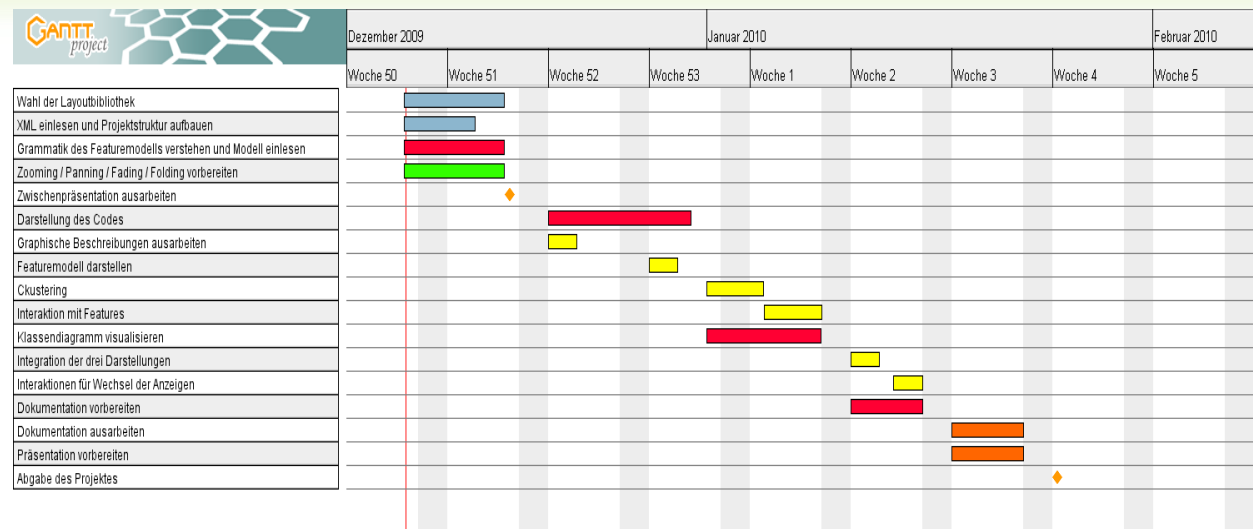 GANTT
project
Dezember 2009 Januar 2010 Februar 2010
Woche 50 Woche 51 Woche 52 Woche 53 Woche 1 Woche 2 Woche 3 Woche 4 Woche 5
Wahl der Layoutbibliothek
XML einlesen und Projektstruktur aufbauen
Grammatik des Featuremodells verstehen und Modell einlesen
Zooming / Panning / Fading / Folding vorbereiten
Zwischenpräsentation ausarbeiten
Darstellung des Codes
Graphische Beschreibungen ausarbeiten
Featuremodell darstellen
Ckustering
Interaktion mit Features
Klassendiagramm visualisieren
Integration der drei Darstellungen
Interaktionen für Wechsel der Anzeigen
Dokumentation vorbereiten
Dokumentation ausarbeiten
Präsentation vorbereiten
Abgabe des Projektes